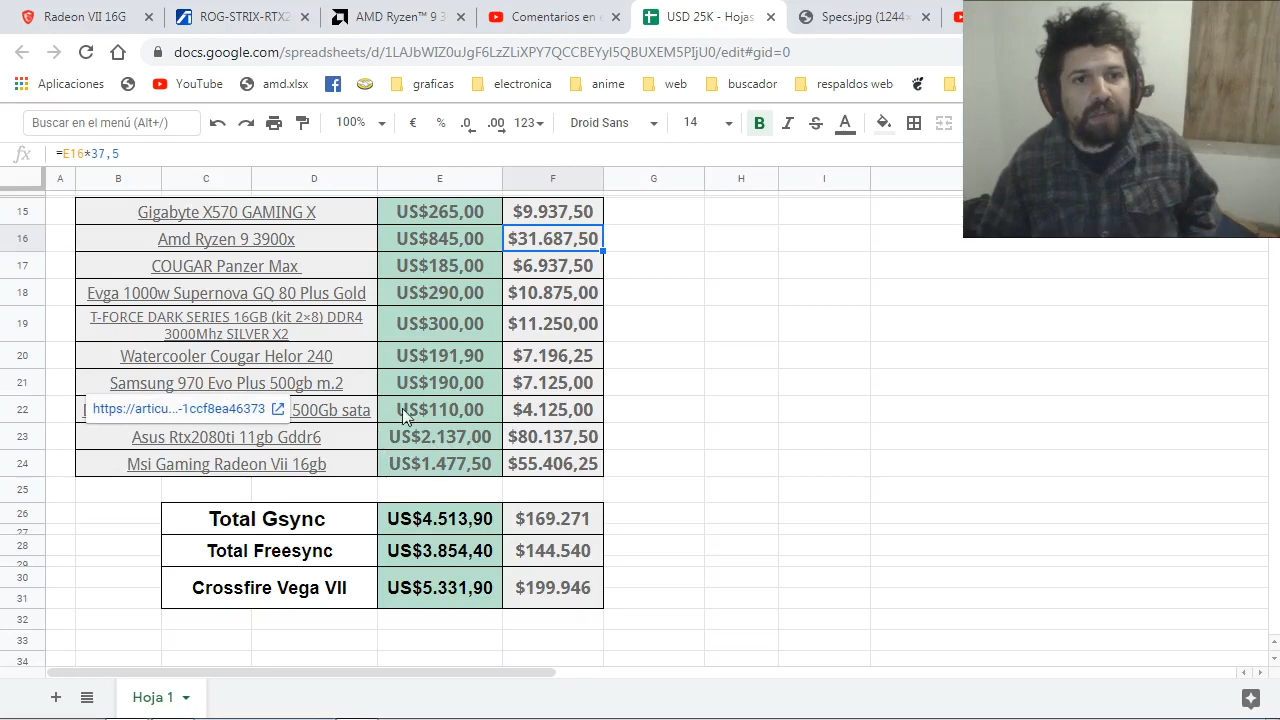 Radeon VII 16G
ROG-STRIX-RTX2
AMD Ryzen™ 9 3
Comentarios en
USD 25K - Hojas
Specs.jpg (1244×
docs.google.com/spreadsheets/d/1LAJbWIZ0uJgF6LzZLiXPY7QCCBEYyl5QBUXEM5PIjU0/edit#gid=0
Aplicaciones
YouTube
amd.xlsx
graficas
electronica
anime
web
buscador
respaldos web
Buscar en el menú (Alt+/)
100%
€
%
.0
.00
123
Droid Sans
14
B
I
S
A
fx
=E16*37,5
A B C D E F G H I
15 Gigabyte X570 GAMING X US$265,00 $9.937,50
16 Amd Ryzen 9 3900x US$845,00 $31.687,50
17 COUGAR Panzer Max US$185,00 $6.937,50
18 Evga 1000w Supernova GQ 80 Plus Gold US$290,00 $10.875,00
19 T-FORCE DARK SERIES 16GB (kit 2×8) DDR4
3000Mhz SILVER X2 US$300,00 $11.250,00
20 Watercooler Cougar Helor 240 US$191,90 $7.196,25
21 Samsung 970 Evo Plus 500gb m.2 US$190,00 $7.125,00
22 https://articu...-1ccf8ea46373 500Gb sata US$110,00 $4.125,00
23 Asus Rtx2080ti 11gb Gddr6 US$2.137,00 $80.137,50
24 Msi Gaming Radeon Vii 16gb US$1.477,50 $55.406,25
25
26 Total Gsync US$4.513,90 $169.271
27
28 Total Freesync US$3.854,40 $144.540
29
30 Crossfire Vega VII US$5.331,90 $199.946
31
32
33
34
Hoja 1